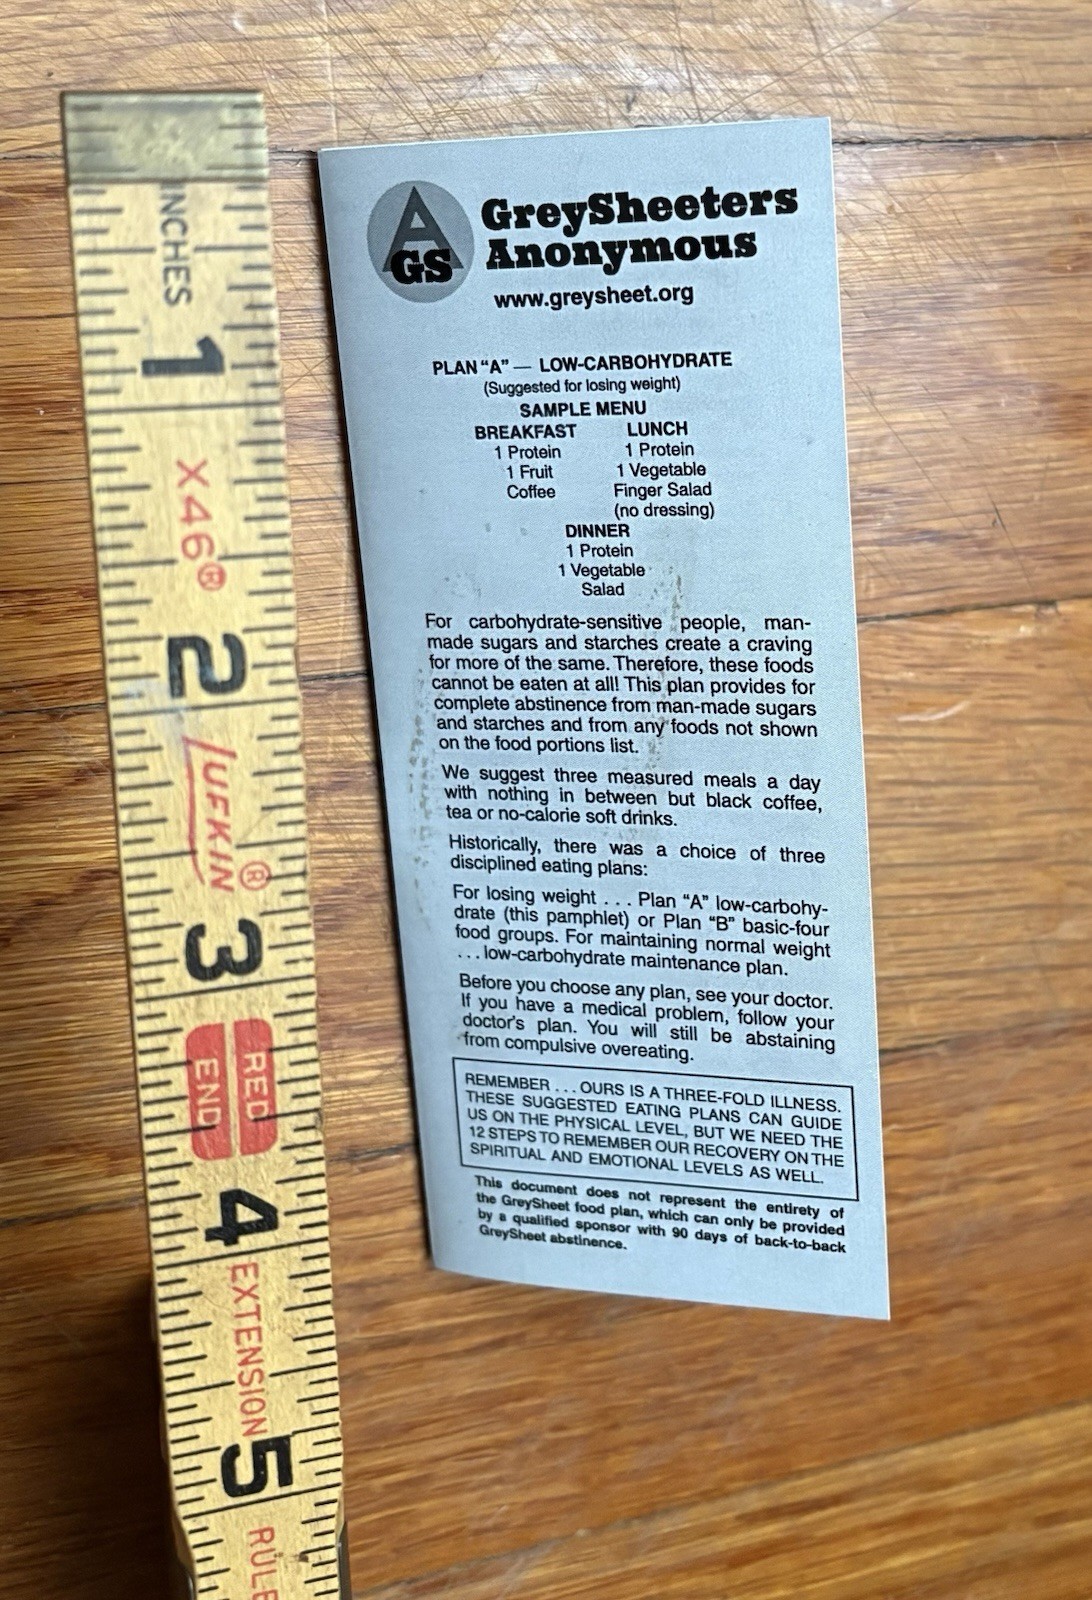 INCHES
1
X46®
2
LUFKIN®
3
RED
END
4
EXTENSION
5
RULE
A
GS
GreySheeters
Anonymous
www.greysheet.org
PLAN “A” — LOW-CARBOHYDRATE
(Suggested for losing weight)
SAMPLE MENU
BREAKFAST
1 Protein
1 Fruit
Coffee
LUNCH
1 Protein
1 Vegetable
Finger Salad
(no dressing)
DINNER
1 Protein
1 Vegetable
Salad
For carbohydrate-sensitive people, man-
made sugars and starches create a craving
for more of the same. Therefore, these foods
cannot be eaten at all! This plan provides for
complete abstinence from man-made sugars
and starches and from any foods not shown
on the food portions list.
We suggest three measured meals a day
with nothing in between but black coffee,
tea or no-calorie soft drinks.
Historically, there was a choice of three
disciplined eating plans:
For losing weight . . . Plan “A” low-carbohy-
drate (this pamphlet) or Plan “B” basic-four
food groups. For maintaining normal weight
. . . low-carbohydrate maintenance plan.
Before you choose any plan, see your doctor.
If you have a medical problem, follow your
doctor's plan. You will still be abstaining
from compulsive overeating.
REMEMBER . . . OURS IS A THREE-FOLD ILLNESS.
THESE SUGGESTED EATING PLANS CAN GUIDE
US ON THE PHYSICAL LEVEL, BUT WE NEED THE
12 STEPS TO REMEMBER OUR RECOVERY ON THE
SPIRITUAL AND EMOTIONAL LEVELS AS WELL.
This document does not represent the entirety of
the GreySheet food plan, which can only be provided
by a qualified sponsor with 90 days of back-to-back
GreySheet abstinence.